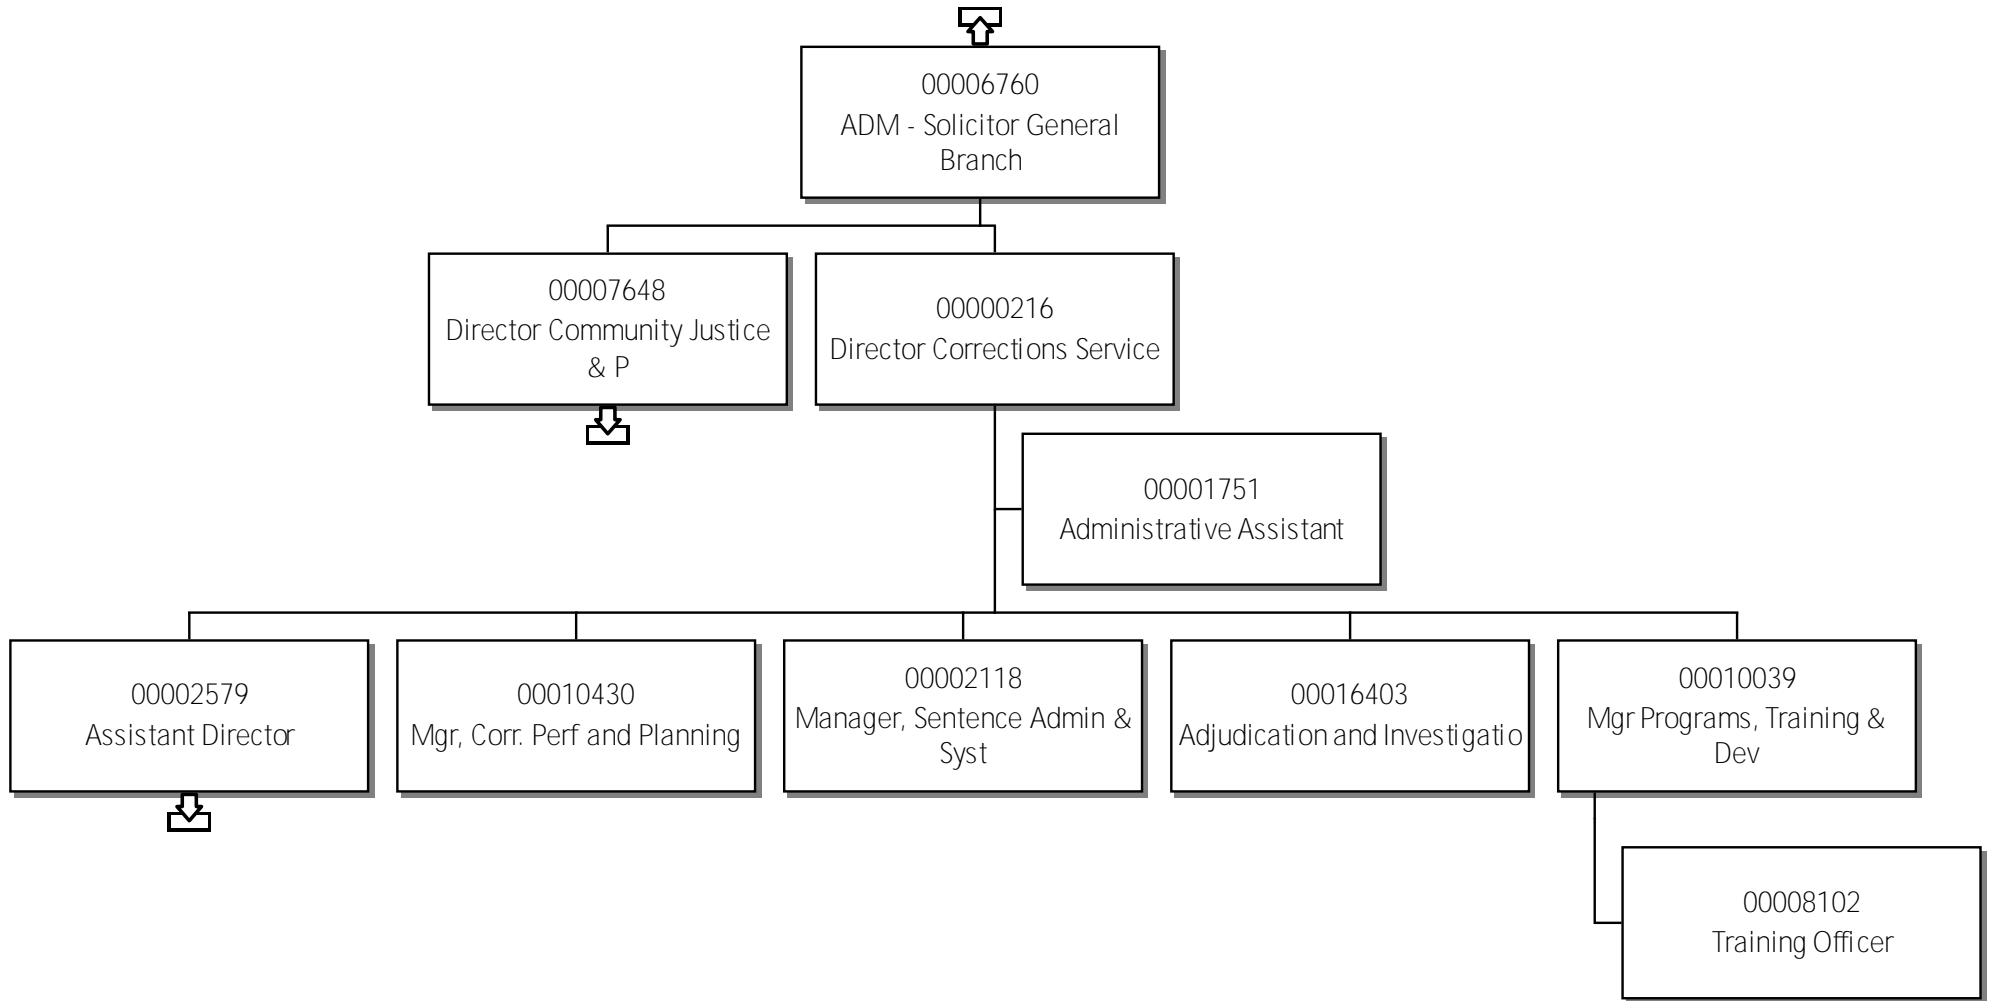 00006760
ADM - Solicitor General
Branch
00007648
Director Community Justice
& P
00000216
Director Corrections Service
00001751
Administrative Assistant
00002579
Assistant Director
00010430
Mgr, Corr. Perf and Planning
00002118
Manager, Sentence Admin &
Syst
00016403
Adjudication and Investigatio
00010039
Mgr Programs, Training &
Dev
00008102
Training Officer